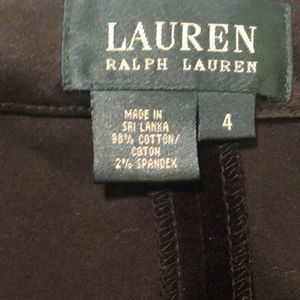 LAUREN
RALPH LAUREN
MADE IN
SRI LANKA
98% COTTON/
COTON
2% SPANDEX
4